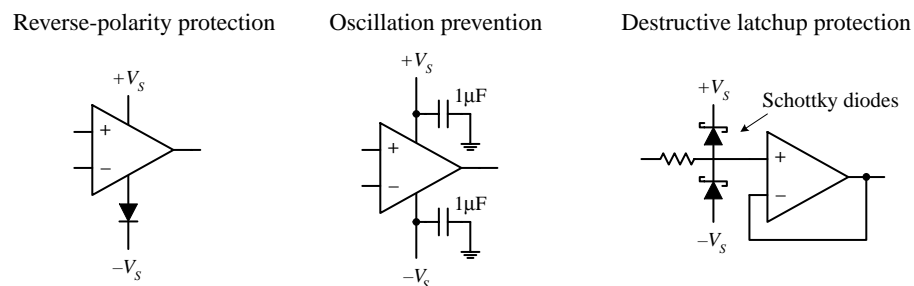 Reverse-polarity protection
+V_S
+
−
−V_S
Oscillation prevention
+V_S
1μF
+
−
1μF
−V_S
Destructive latchup protection
+V_S
Schottky diodes
+
−
−V_S